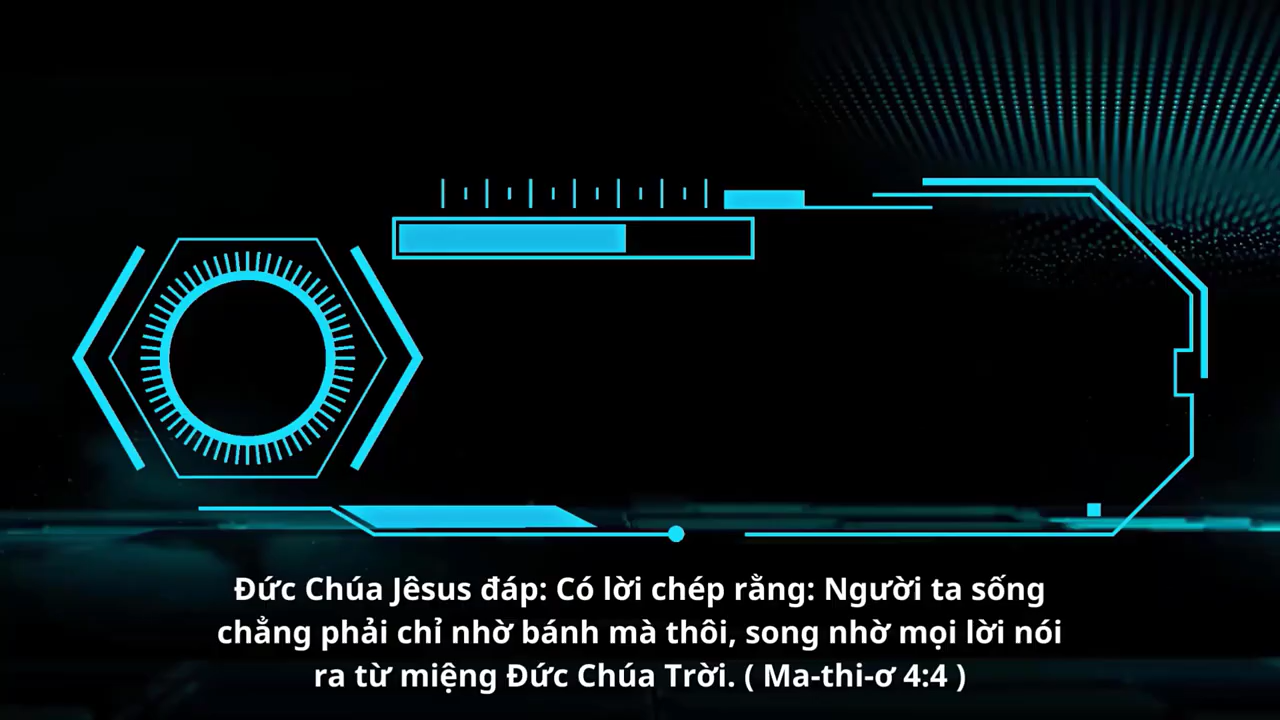 Đức Chúa Jêsus đáp: Có lời chép rằng: Người ta sống
chẳng phải chỉ nhờ bánh mà thôi, song nhờ mọi lời nói
ra từ miệng Đức Chúa Trời. ( Ma-thi-ơ 4:4 )